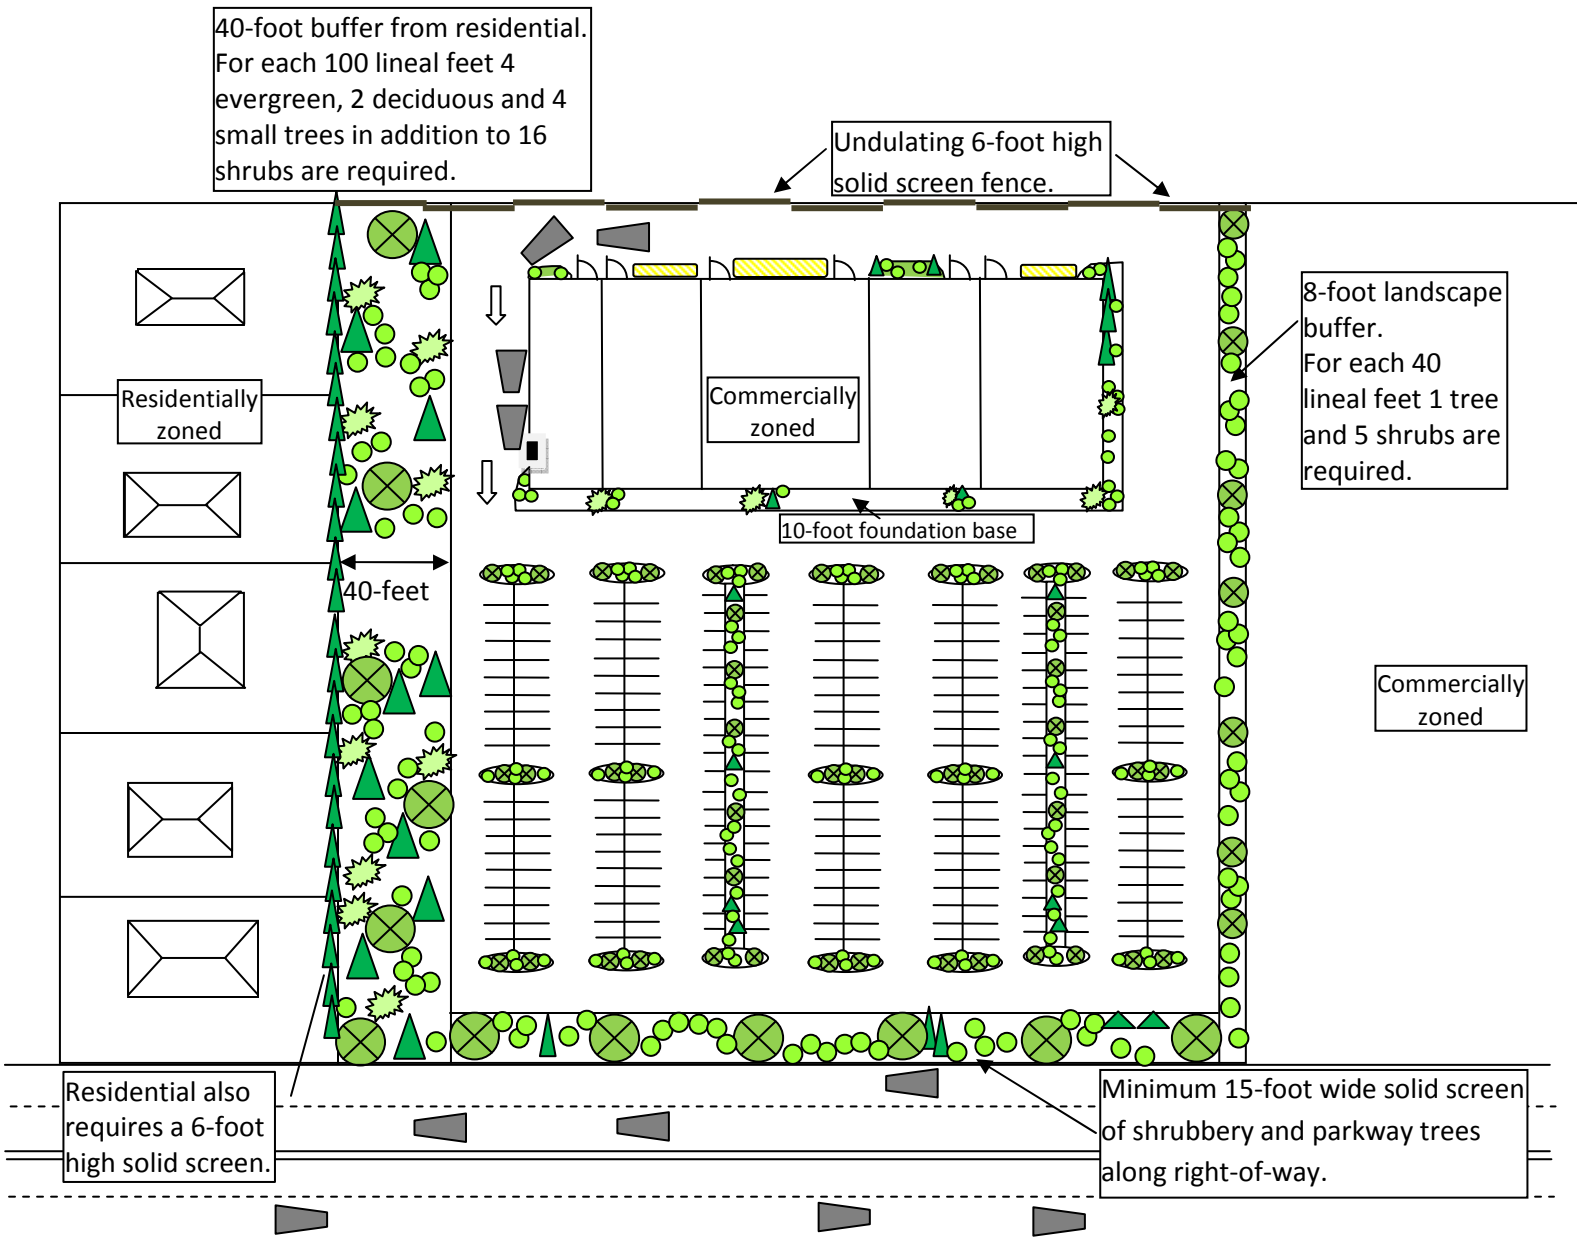 40-foot buffer from residential.
For each 100 lineal feet 4
evergreen, 2 deciduous and 4
small trees in addition to 16
shrubs are required.
Undulating 6-foot high
solid screen fence.
8-foot landscape
buffer.
For each 40
lineal feet 1 tree
and 5 shrubs are
required.
Residentially
zoned
Commercially
zoned
10-foot foundation base
40-feet
Commercially
zoned
Residential also
requires a 6-foot
high solid screen.
Minimum 15-foot wide solid screen
of shrubbery and parkway trees
along right-of-way.